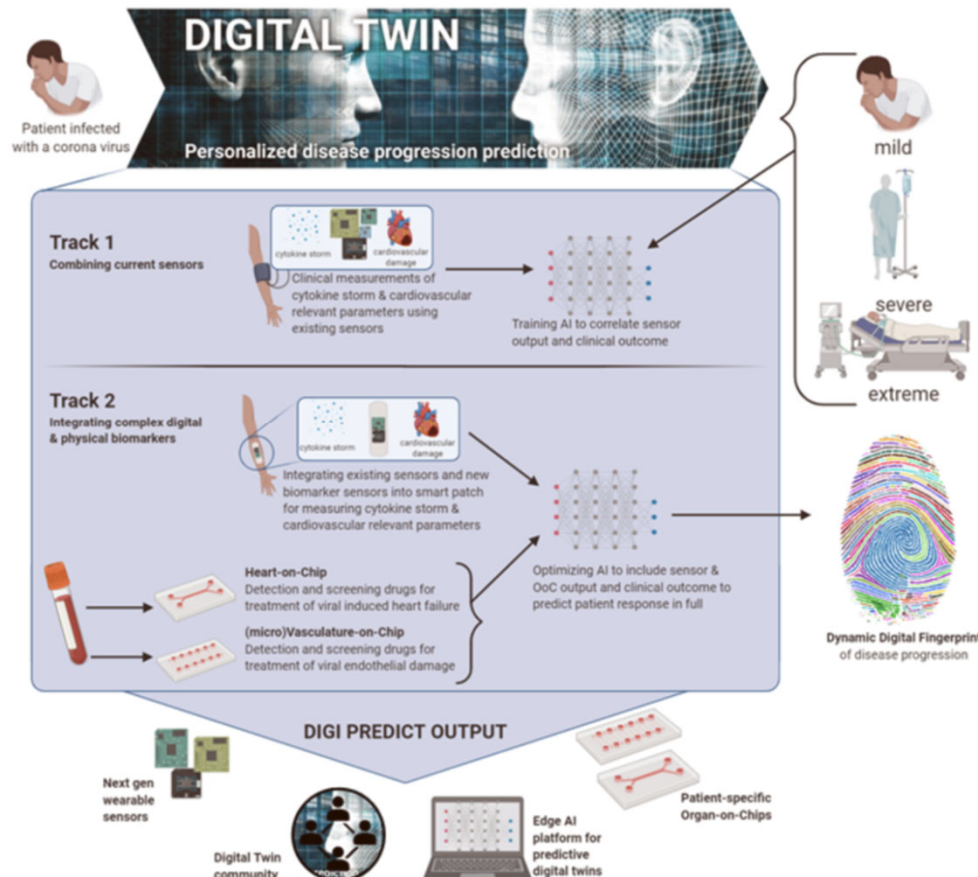 DIGITAL TWIN
Personalized disease progression prediction
Patient infected
with a corona virus
mild
severe
extreme
Track 1
Combining current sensors
cytokine storm
cardiovascular
damage
Clinical measurements of
cytokine storm & cardiovascular
relevant parameters using
existing sensors
Training AI to correlate sensor
output and clinical outcome
Track 2
Integrating complex digital
& physical biomarkers
cytokine storm
cardiovascular
damage
Integrating existing sensors and new
biomarker sensors into smart patch
for measuring cytokine storm &
cardiovascular relevant parameters
Heart-on-Chip
Detection and screening drugs for
treatment of viral induced heart failure
(micro)Vasculature-on-Chip
Detection and screening drugs for
treatment of viral endothelial damage
Optimizing AI to include sensor &
OoC output and clinical outcome to
predict patient response in full
Dynamic Digital Fingerprint
of disease progression
DIGI PREDICT OUTPUT
Next gen
wearable
sensors
Digital Twin
community
Edge AI
platform for
predictive
digital twins
Patient-specific
Organ-on-Chips